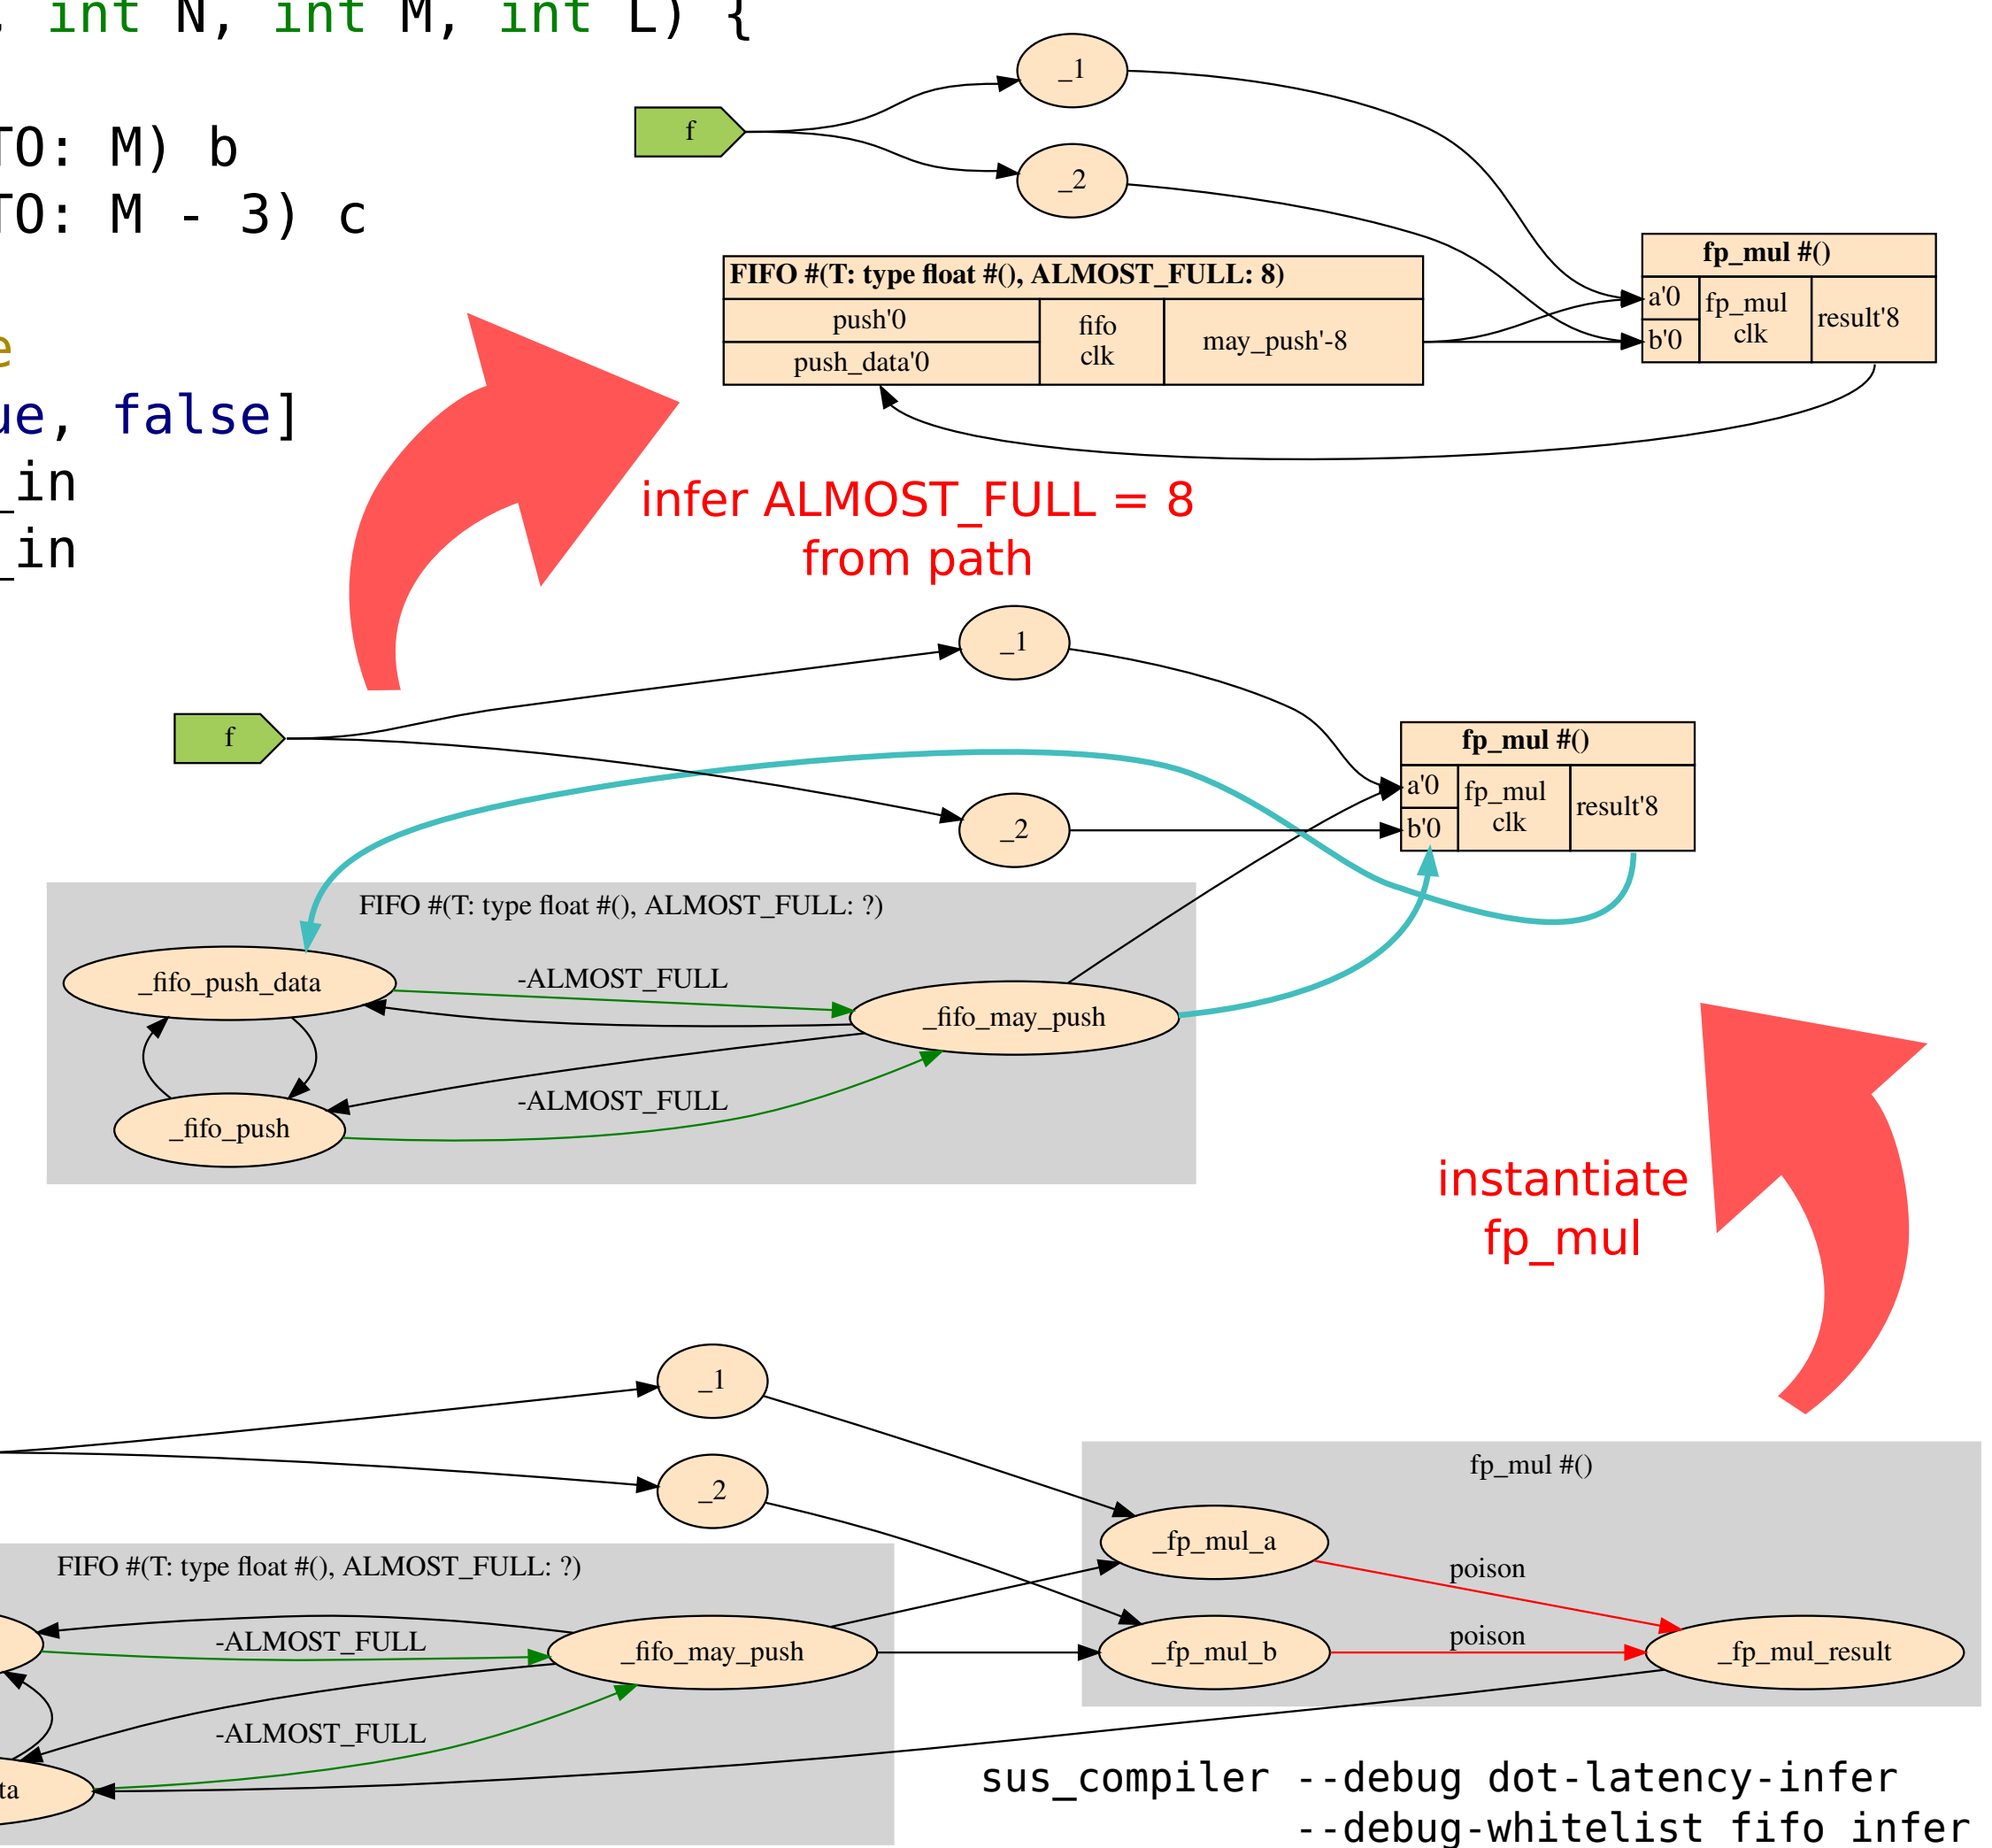 , int N, int M, int L) {
TO: M) b
TO: M - 3) c
e
ue, false]
_in
_in
f
_1
_2
FIFO #(T: type float #(), ALMOST_FULL: 8)
push'0
push_data'0
fifo
clk
may_push'-8
fp_mul #()
a'0
b'0
fp_mul
clk
result'8
infer ALMOST_FULL = 8
from path
f
_1
_2
fp_mul #()
a'0
b'0
fp_mul
clk
result'8
FIFO #(T: type float #(), ALMOST_FULL: ?)
_fifo_push_data
-ALMOST_FULL
_fifo_may_push
-ALMOST_FULL
_fifo_push
instantiate
fp_mul
_1
_2
fp_mul #()
_fp_mul_a
poison
_fp_mul_b
poison
_fp_mul_result
FIFO #(T: type float #(), ALMOST_FULL: ?)
-ALMOST_FULL
_fifo_may_push
-ALMOST_FULL
ta
sus_compiler --debug dot-latency-infer
--debug-whitelist fifo_infer